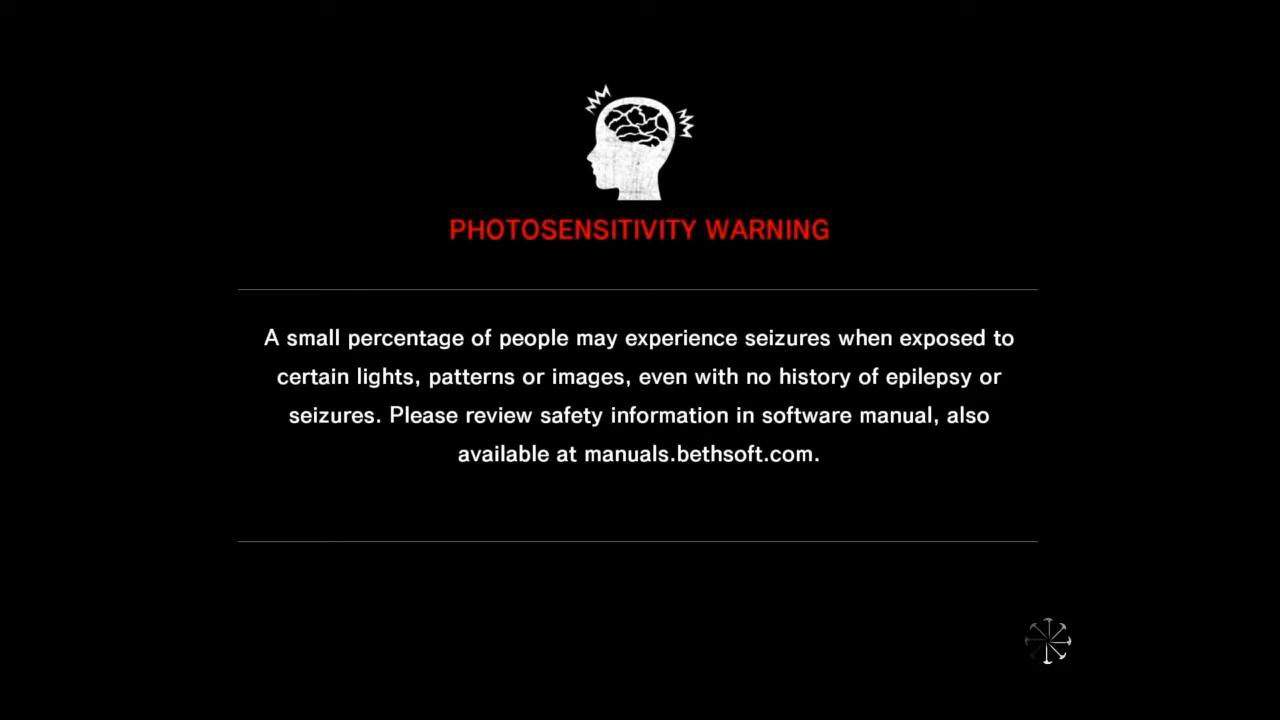 PHOTOSENSITIVITY WARNING
A small percentage of people may experience seizures when exposed to
certain lights, patterns or images, even with no history of epilepsy or
seizures. Please review safety information in software manual, also
available at manuals.bethsoft.com.